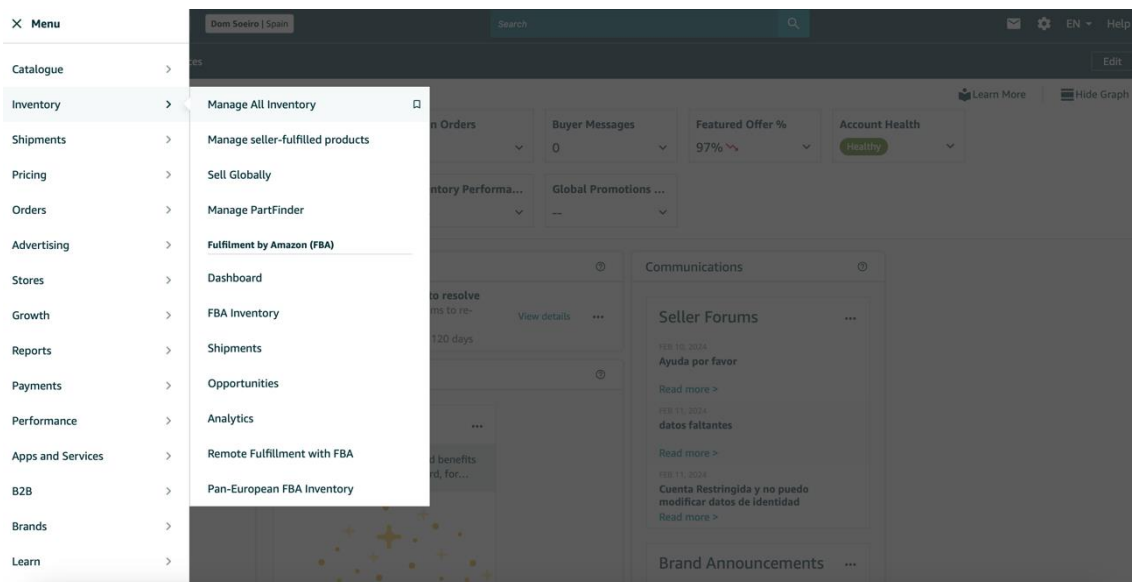 Menu
Dom Soeiro | Spain
Search
EN
Help
Edit
Learn More
Hide Graph
Catalogue
Inventory
Shipments
Pricing
Orders
Advertising
Stores
Growth
Reports
Payments
Performance
Apps and Services
B2B
Brands
Learn
Manage All Inventory
Manage seller-fulfilled products
Sell Globally
Manage PartFinder
Fulfilment by Amazon (FBA)
Dashboard
FBA Inventory
Shipments
Opportunities
Analytics
Remote Fulfillment with FBA
Pan-European FBA Inventory
Orders
Buyer Messages
0
Featured Offer %
97%
Account Health
Healthy
Global Promotions ...
--
to resolve
View details
120 days
benefits
Communications
Seller Forums
FEB 10, 2024
Ayuda por favor
Read more >
FEB 11, 2024
datos faltantes
Read more >
FEB 11, 2024
Cuenta Restringida y no puedo
modificar datos de identidad
Read more >
Brand Announcements